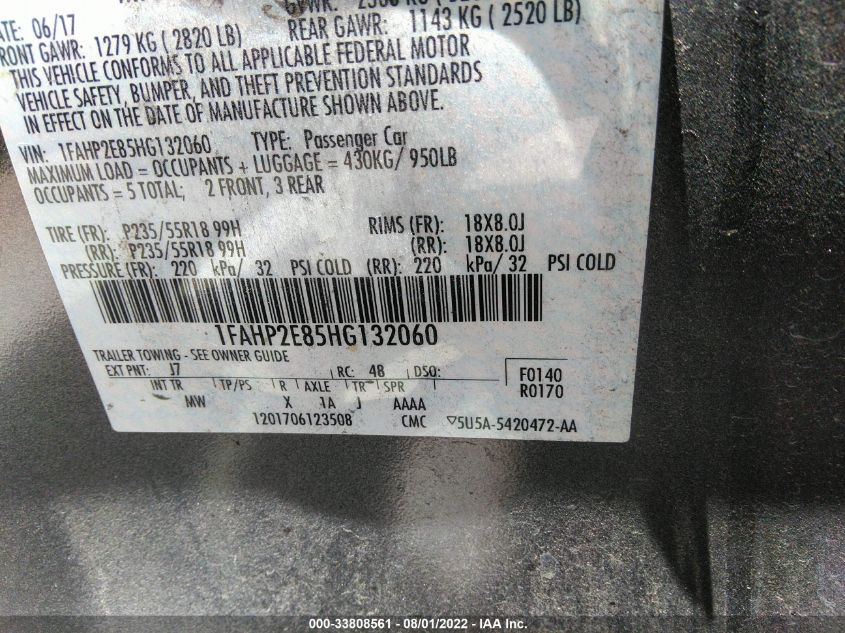 DATE: 06/17
FRONT GAWR: 1279 KG ( 2820 LB) REAR GAWR: 1143 KG ( 2520 LB)
THIS VEHICLE CONFORMS TO ALL APPLICABLE FEDERAL MOTOR
VEHICLE SAFETY, BUMPER, AND THEFT PREVENTION STANDARDS
IN EFFECT ON THE DATE OF MANUFACTURE SHOWN ABOVE.
VIN: 1FAHP2E85HG132060 TYPE: Passenger Car
MAXIMUM LOAD = OCCUPANTS + LUGGAGE = 430KG/ 950LB
OCCUPANTS = 5 TOTAL; 2 FRONT, 3 REAR
TIRE (FR): P235/55R18 99H RIMS (FR): 18X8.0J
(RR): P235/55R18 99H (RR): 18X8.0J
PRESSURE (FR): 220 kPa/ 32 PSI COLD (RR): 220 kPa/ 32 PSI COLD
1FAHP2E85HG132060
TRAILER TOWING - SEE OWNER GUIDE
EXT PNT: J7 RC: 48 DSO: F0140
INT TR TP/PS R AXLE TR SPR R0170
MW X 1A J AAAA
1201706123508 CMC ▽5U5A-5420472-AA
000-33808561 - 08/01/2022 - IAA Inc.